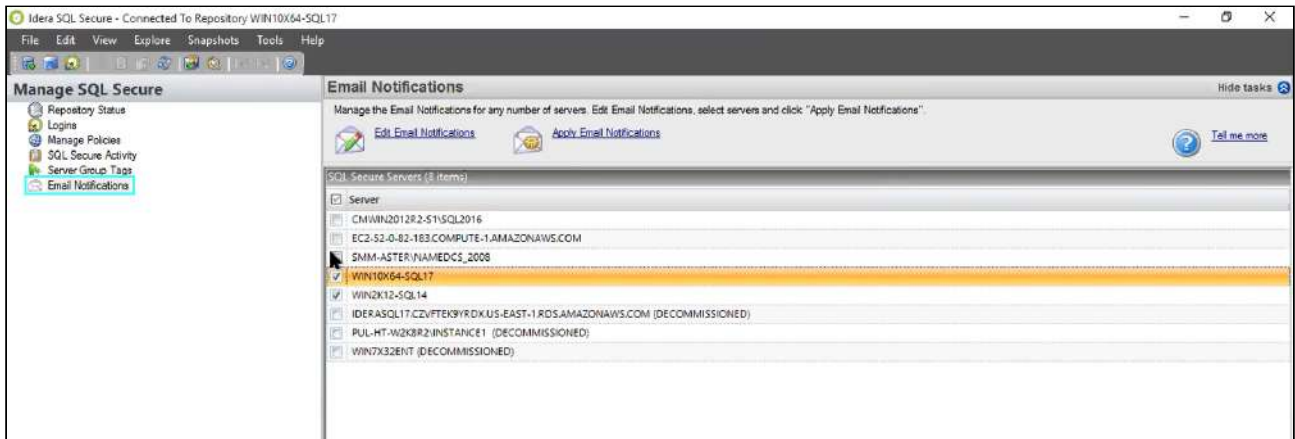 Idera SQL Secure - Connected To Repository WIN10X64-SQL17
File Edit View Explore Snapshots Tools Help
Manage SQL Secure
Repository Status
Logins
Manage Policies
SQL Secure Activity
Server Group Tags
Email Notifications
Email Notifications
Hide tasks
Manage the Email Notifications for any number of servers. Edit Email Notifications, select servers and click "Apply Email Notifications".
Edit Email Notifications
Apply Email Notifications
Tell me more
SQL Secure Servers (8 items)
Server
CMWIN2012R2-S1\SQL2016
EC2-52-0-82-183.COMPUTE-1.AMAZONAWS.COM
SMM-ASTER\NAMEDCS_2008
WIN10X64-SQL17
WIN2K12-SQL14
IDERASQL17.CZVFTEK9YRDX.US-EAST-1.RDS.AMAZONAWS.COM (DECOMMISSIONED)
PUL-HT-W2K8R2\INSTANCE1 (DECOMMISSIONED)
WIN7X32ENT (DECOMMISSIONED)